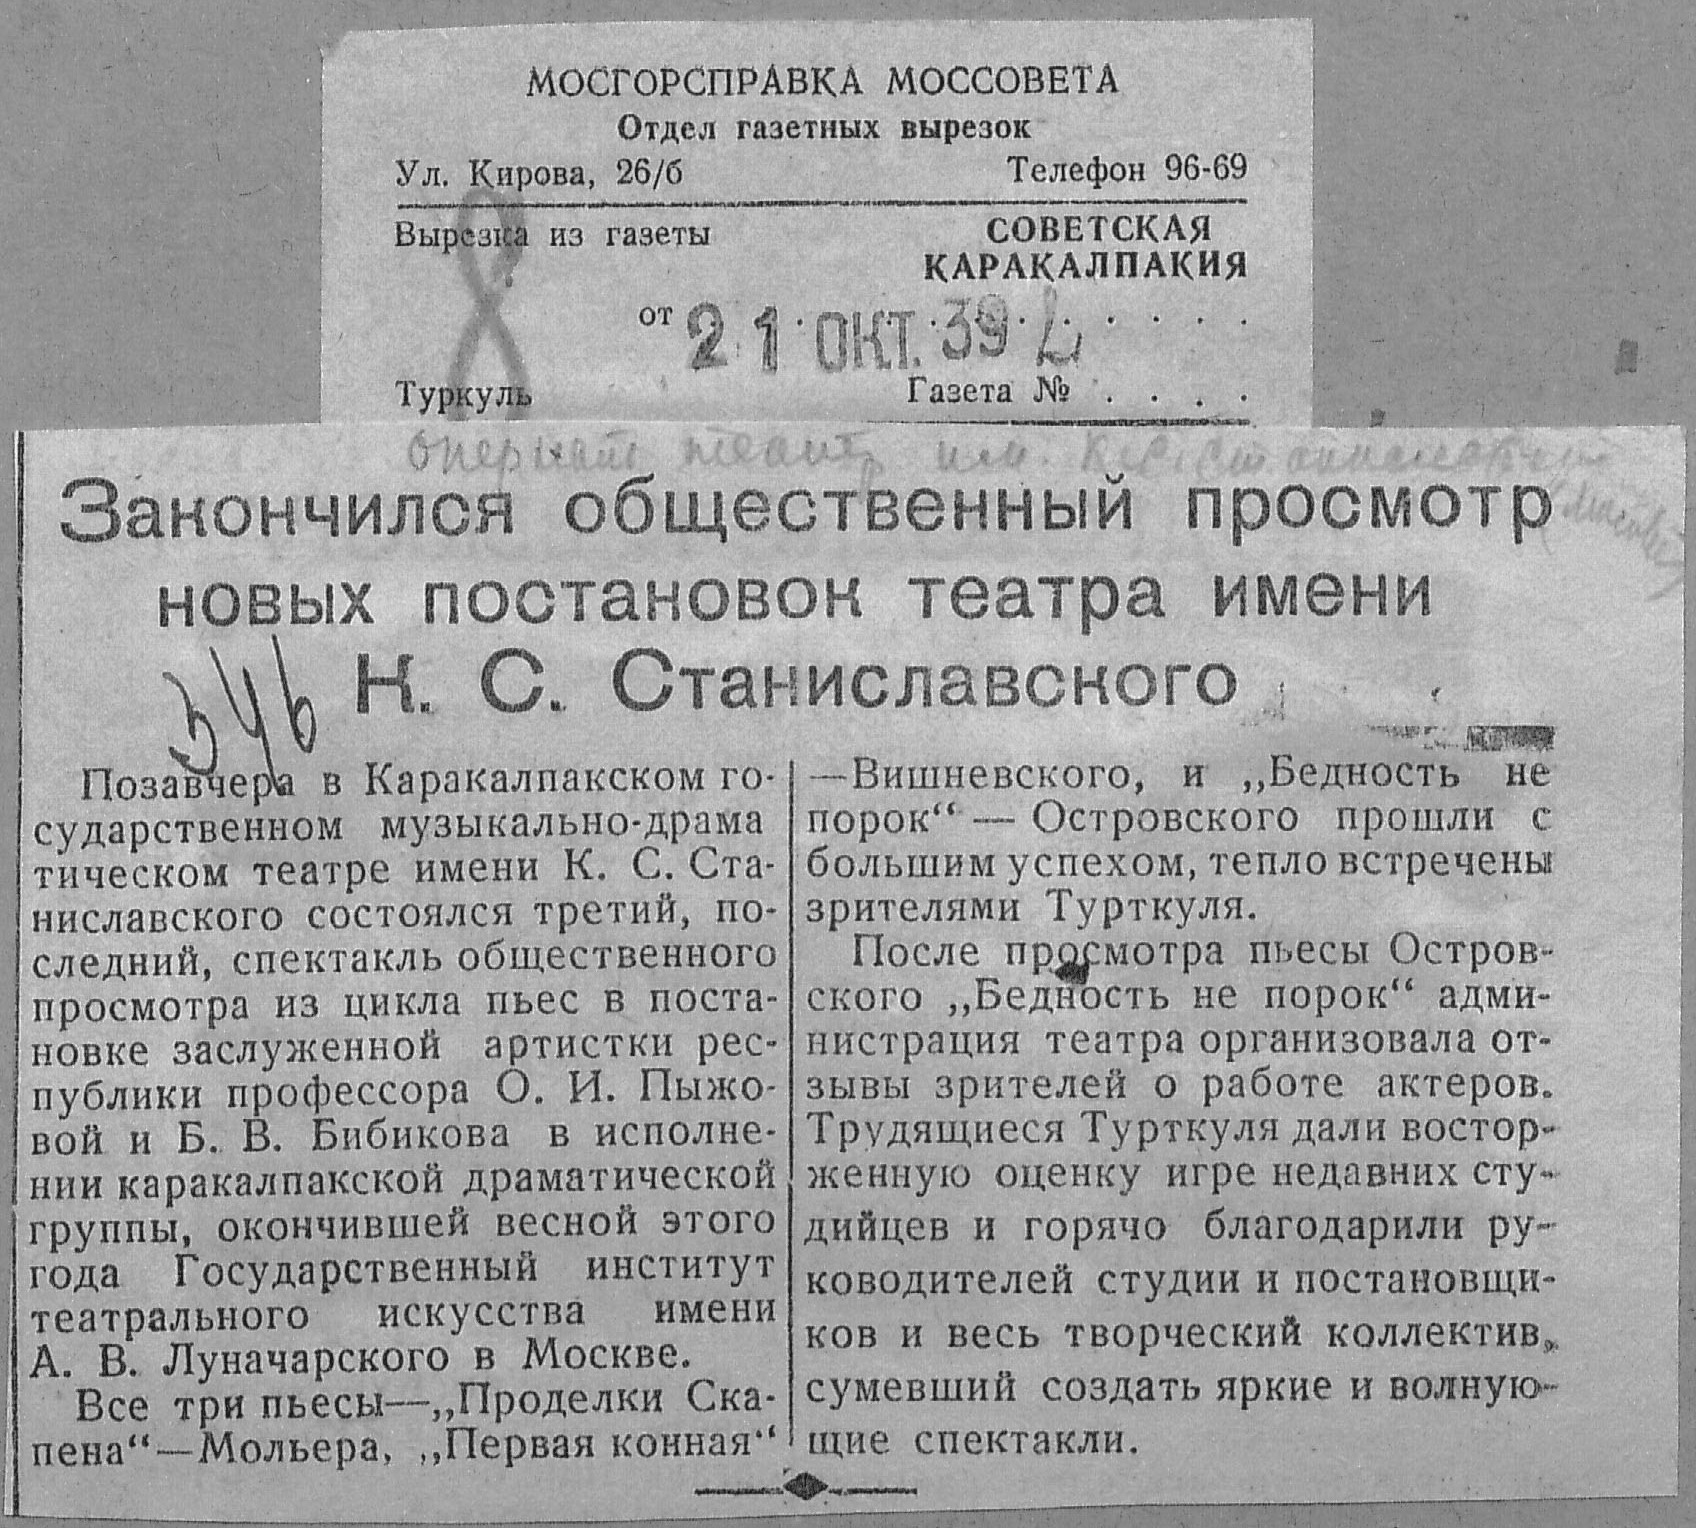 МОСГОРСПРАВКА МОССОВЕТА
Отдел газетных вырезок
Ул. Кирова, 26/б Телефон 96-69
Вырезка из газеты СОВЕТСКАЯ
КАРАКАЛПАКИЯ
от 21 ОКТ. 39
Туркуль Газета № . . . .
им.
Закончился общественный просмотр
новых постановок театра имени
К. С. Станиславского
Позавчера в Каракалпакском го-
сударственном музыкально-драма
тическом театре имени К. С. Ста-
ниславского состоялся третий, по-
следний, спектакль общественного
просмотра из цикла пьес в поста-
новке заслуженной артистки рес-
публики профессора О. И. Пыжо-
вой и Б. В. Бибикова в исполне-
нии каракалпакской драматической
группы, окончившей весной этого
года Государственный институт
театрального искусства имени
А. В. Луначарского в Москве.
Все три пьесы—„Проделки Ска-
пена“—Мольера, „Первая конная“
—Вишневского, и „Бедность не
порок“ — Островского прошли с
большим успехом, тепло встречены
зрителями Турткуля.
После просмотра пьесы Остров-
ского „Бедность не порок“ адми-
нистрация театра организовала от-
зывы зрителей о работе актеров.
Трудящиеся Турткуля дали востор-
женную оценку игре недавних сту-
дийцев и горячо благодарили ру-
ководителей студии и постановщи-
ков и весь творческий коллектив,
сумевший создать яркие и волную-
щие спектакли.